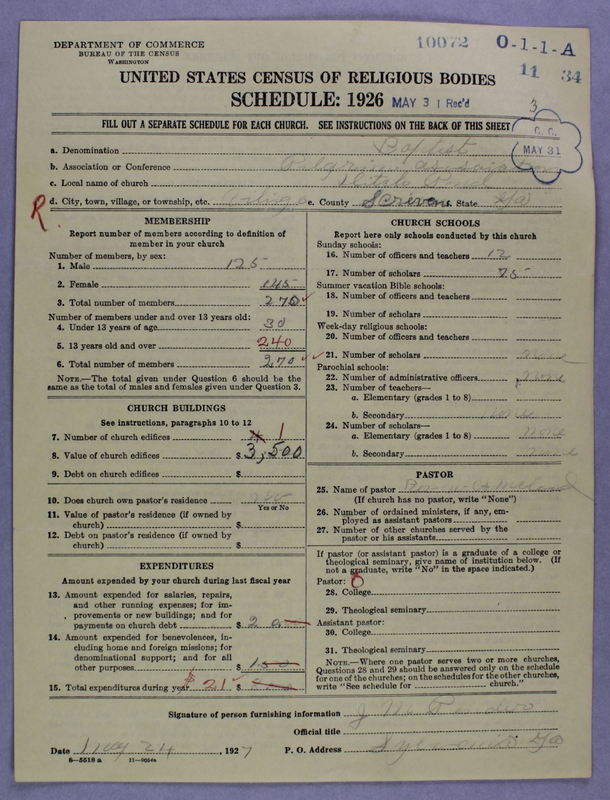 DEPARTMENT OF COMMERCE
BUREAU OF THE CENSUS
WASHINGTON
10072 O-1-1-A
11 34
UNITED STATES CENSUS OF RELIGIOUS BODIES
SCHEDULE: 1926 MAY 31 Rec'd
3
FILL OUT A SEPARATE SCHEDULE FOR EACH CHURCH. SEE INSTRUCTIONS ON THE BACK OF THIS SHEET
C. C.
MAY 31
a. Denomination Baptist
b. Association or Conference Pilgrim association
c. Local name of church
R d. City, town, village, or township, etc. e. County Screven f. State Ga
MEMBERSHIP
Report number of members according to definition of member in your church
Number of members, by sex:
1. Male 125
2. Female 145
3. Total number of members 270
Number of members under and over 13 years old:
4. Under 13 years of age 30
5. 13 years old and over 240
6. Total number of members 270
NOTE.—The total given under Question 6 should be the same as the total of males and females given under Question 3.
CHURCH BUILDINGS
See instructions, paragraphs 10 to 12
7. Number of church edifices 1
8. Value of church edifices $ 3,500
9. Debt on church edifices $
10. Does church own pastor's residence
Yes or No
11. Value of pastor's residence (if owned by church) $
12. Debt on pastor's residence (if owned by church) $
EXPENDITURES
Amount expended by your church during last fiscal year
13. Amount expended for salaries, repairs, and other running expenses; for improvements or new buildings; and for payments on church debt $
14. Amount expended for benevolences, including home and foreign missions; for denominational support; and for all other purposes $
15. Total expenditures during year $ 21
CHURCH SCHOOLS
Report here only schools conducted by this church
Sunday schools:
16. Number of officers and teachers 12
17. Number of scholars 75
Summer vacation Bible schools:
18. Number of officers and teachers
19. Number of scholars
Week-day religious schools:
20. Number of officers and teachers
21. Number of scholars none
Parochial schools:
22. Number of administrative officers none
23. Number of teachers—
a. Elementary (grades 1 to 8)
b. Secondary none
24. Number of scholars—
a. Elementary (grades 1 to 8) none
b. Secondary none
PASTOR
25. Name of pastor
(If church has no pastor, write "None")
26. Number of ordained ministers, if any, employed as assistant pastors
27. Number of other churches served by the pastor or his assistants
If pastor (or assistant pastor) is a graduate of a college or theological seminary, give name of institution below. (If not a graduate, write "No" in the space indicated.)
Pastor: 0
28. College
29. Theological seminary
Assistant pastor:
30. College
31. Theological seminary
NOTE.—Where one pastor serves two or more churches, Questions 28 and 29 should be answered only on the schedule for one of the churches; on the schedules for the other churches, write "See schedule for church."
Signature of person furnishing information
Official title
Date May 24, 1927 P. O. Address Sylvania Ga
8—5518 a 11—9664a